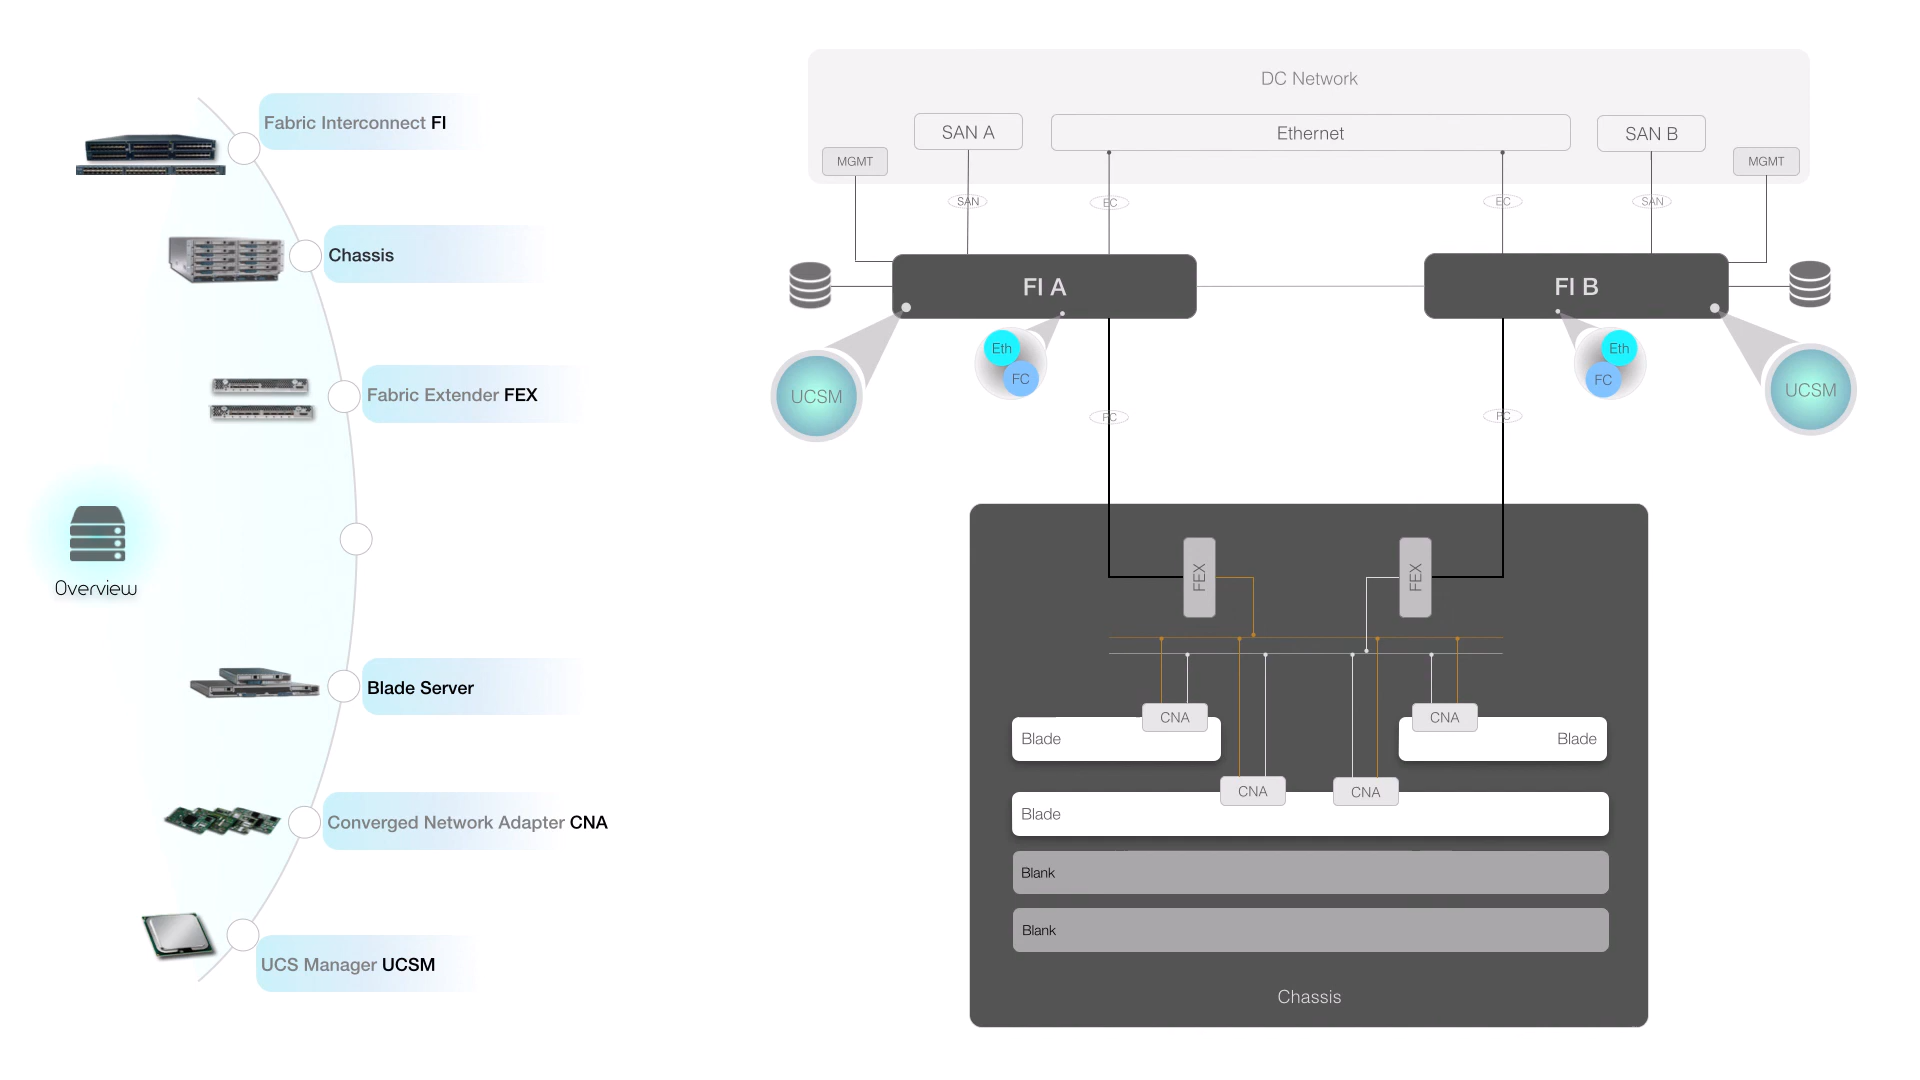 Fabric Interconnect FI
Chassis
Fabric Extender FEX
Overview
Blade Server
Converged Network Adapter CNA
UCS Manager UCSM
DC Network
SAN A
Ethernet
SAN B
MGMT
MGMT
SAN
EC
EC
SAN
FI A
FI B
Eth
FC
Eth
FC
UCSM
UCSM
PC
PC
FEX
FEX
CNA
CNA
Blade
Blade
CNA
CNA
Blade
Blank
Blank
Chassis